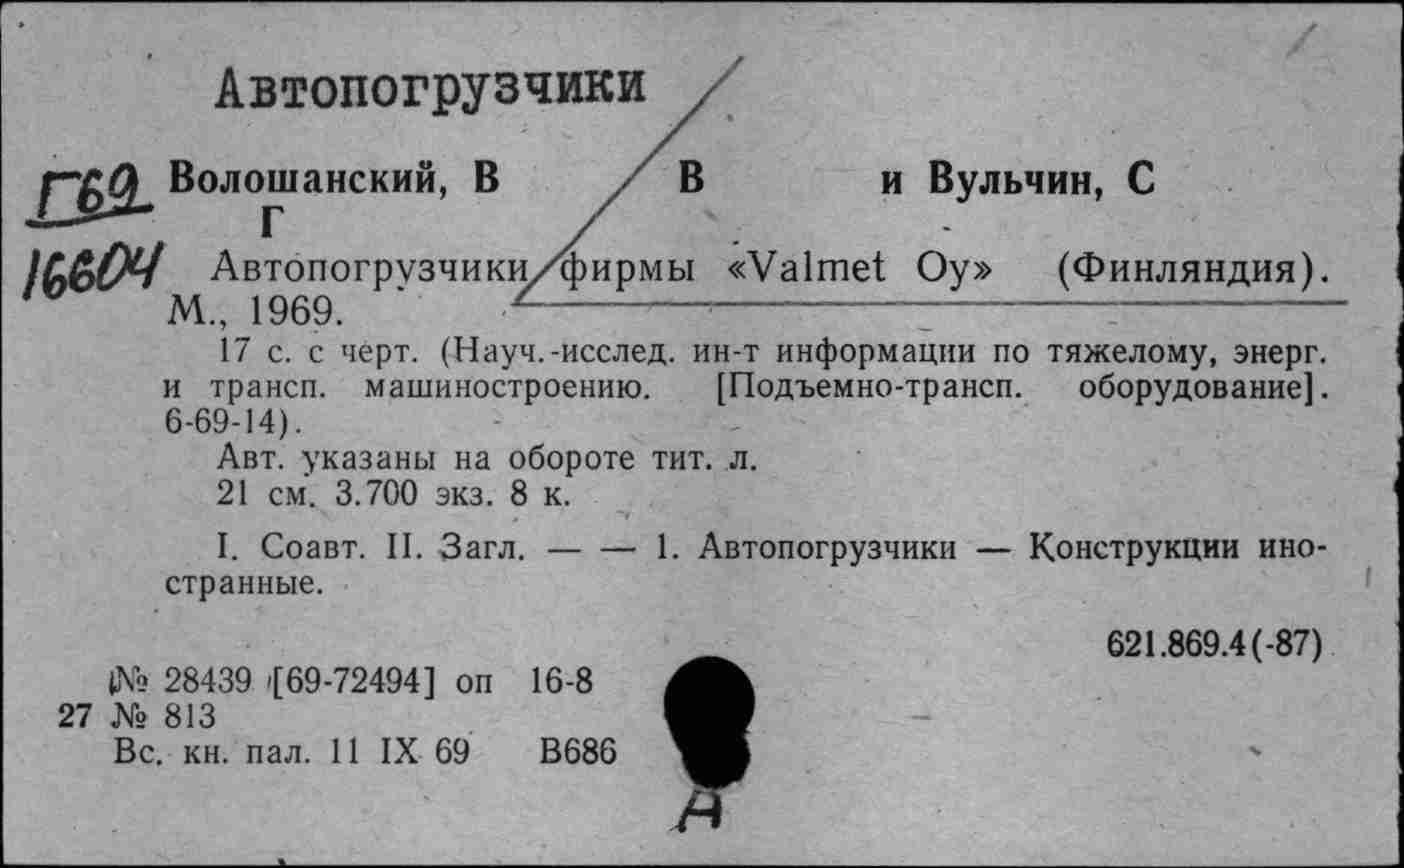 Автопогрузчики
Г69 Волошанский, В В и Вульчин, С
Г
16604 Автопогрузчики фирмы «Valmet Oy» (Финляндия).
М., 1969.
17 с. с черт. (Науч.-исслед. ин-т информации по тяжелому, энерг.
и трансп. машиностроению. [Подъемно-трансп. оборудование].
6-69-14).
Авт. указаны на обороте тит. л.
21 см. 3.700 экз. 8 к.
I. Соавт. II. Загл. — — 1. Автопогрузчики — Конструкции ино-
странные.
621.869.4(-87)
№ 28439 [69-72494] оп 16-8
27 № 813
Вс. кн. пал. 11 IX 69 В686
А